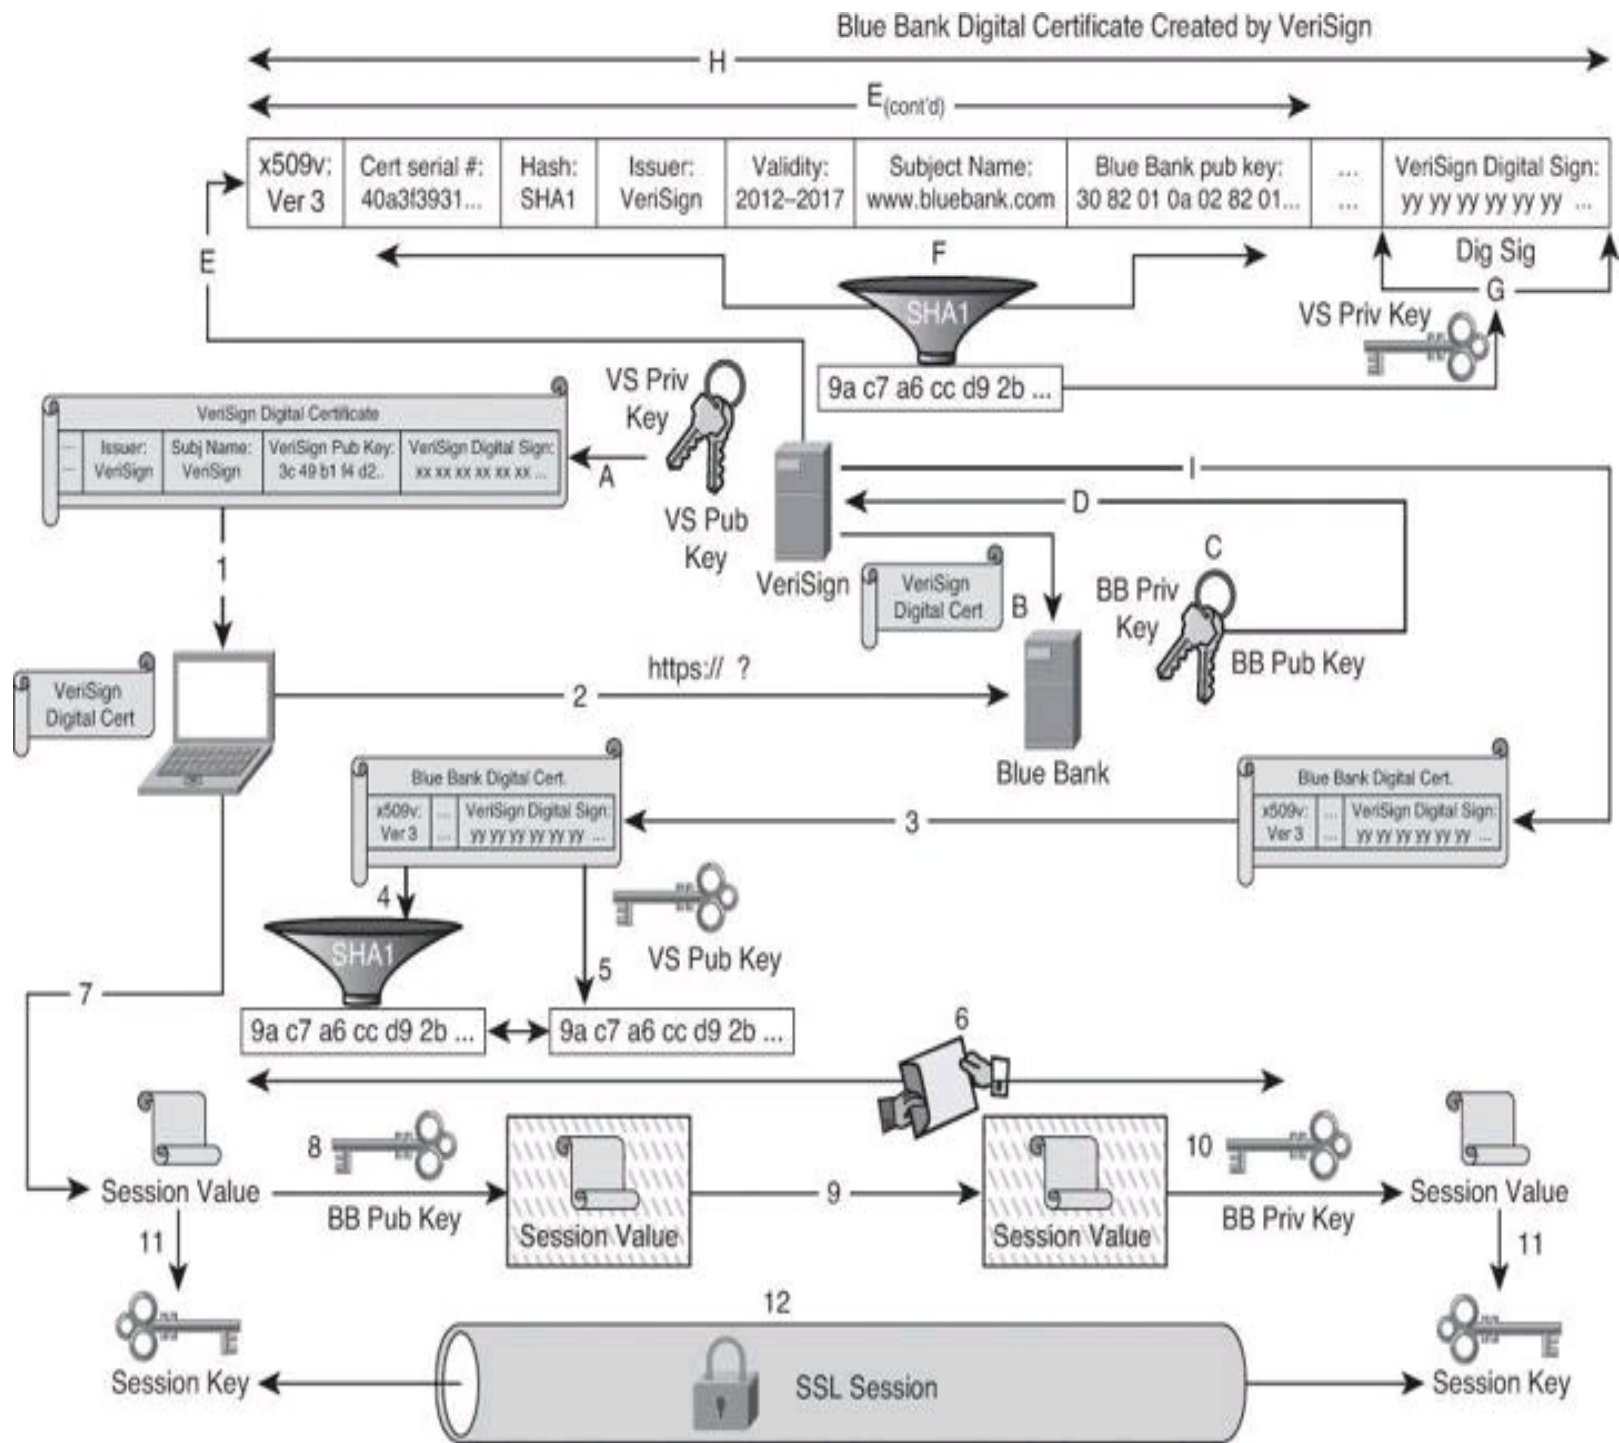 Blue Bank Digital Certificate Created by VeriSign
H
E(cont'd)
x509v:
Ver 3
Cert serial #:
40a3f3931...
Hash:
SHA1
Issuer:
VeriSign
Validity:
2012–2017
Subject Name:
www.bluebank.com
Blue Bank pub key:
30 82 01 0a 02 82 01...
...
...
VeriSign Digital Sign:
yy yy yy yy yy yy ...
E
F
Dig Sig
G
SHA1
VS Priv Key
9a c7 a6 cc d9 2b ...
VeriSign Digital Certificate
...
...
Issuer:
VeriSign
Subj Name:
VeriSign
VeriSign Pub Key:
3c 49 b1 f4 d2..
VeriSign Digital Sign:
xx xx xx xx xx xx ...
A
VS Priv
Key
VS Pub
Key
VeriSign
I
D
C
VeriSign
Digital Cert
B
BB Priv
Key
BB Pub Key
1
VeriSign
Digital Cert
https:// ?
2
Blue Bank
Blue Bank Digital Cert.
x509v:
Ver 3
...
...
VeriSign Digital Sign:
yy yy yy yy yy yy ...
3
Blue Bank Digital Cert.
x509v:
Ver 3
...
...
VeriSign Digital Sign:
yy yy yy yy yy yy ...
4
SHA1
5
VS Pub Key
7
9a c7 a6 cc d9 2b ...
9a c7 a6 cc d9 2b ...
6
Session Value
8
BB Pub Key
Session Value
9
Session Value
10
BB Priv Key
Session Value
11
11
12
Session Key
SSL Session
Session Key